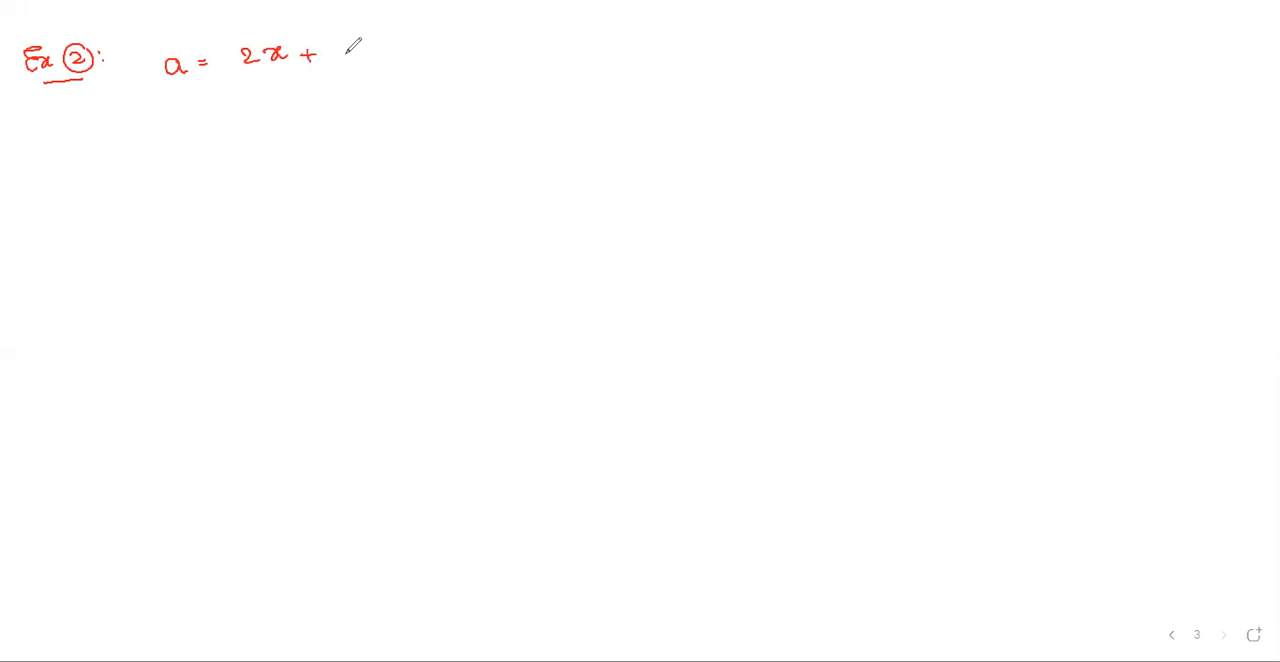 Ex ②: a = 2x +
3